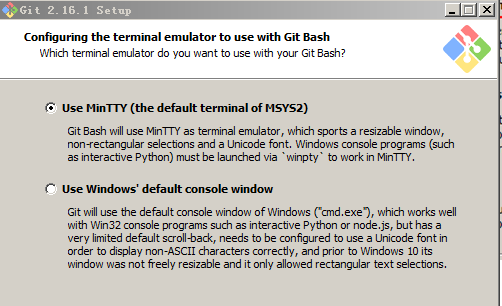 Git 2.16.1 Setup
Configuring the terminal emulator to use with Git Bash
Which terminal emulator do you want to use with your Git Bash?
Use MinTTY (the default terminal of MSYS2)
Git Bash will use MinTTY as terminal emulator, which sports a resizable window,
non-rectangular selections and a Unicode font. Windows console programs (such
as interactive Python) must be launched via `winpty` to work in MinTTY.
Use Windows' default console window
Git will use the default console window of Windows ("cmd.exe"), which works well
with Win32 console programs such as interactive Python or node.js, but has a
very limited default scroll-back, needs to be configured to use a Unicode font in
order to display non-ASCII characters correctly, and prior to Windows 10 its
window was not freely resizable and it only allowed rectangular text selections.